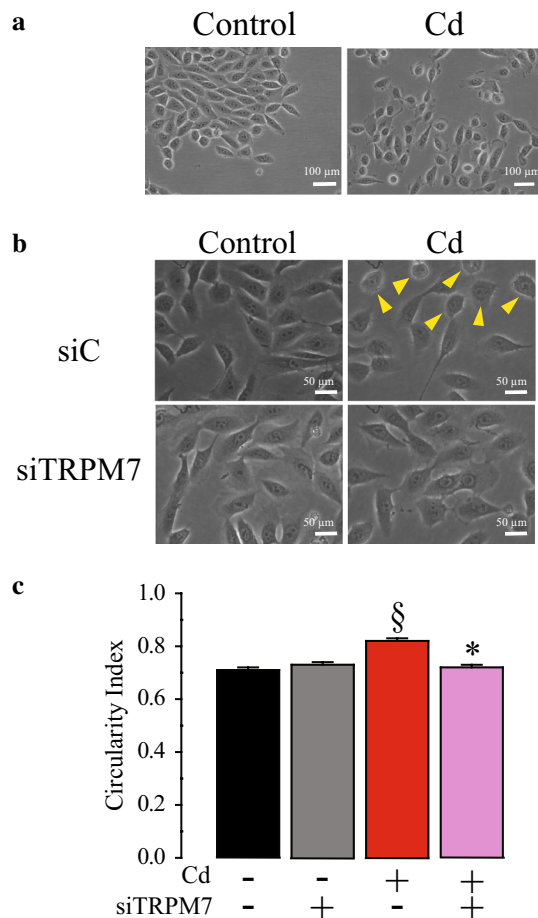 a
Control Cd
100 µm 100 µm
b
Control Cd
siC
50 µm 50 µm
siTRPM7
50 µm 50 µm
c
1.0
§
0.8
*
0.6
0.4
0.2
0.0
Circularity Index
Cd - - + +
siTRPM7 + - +